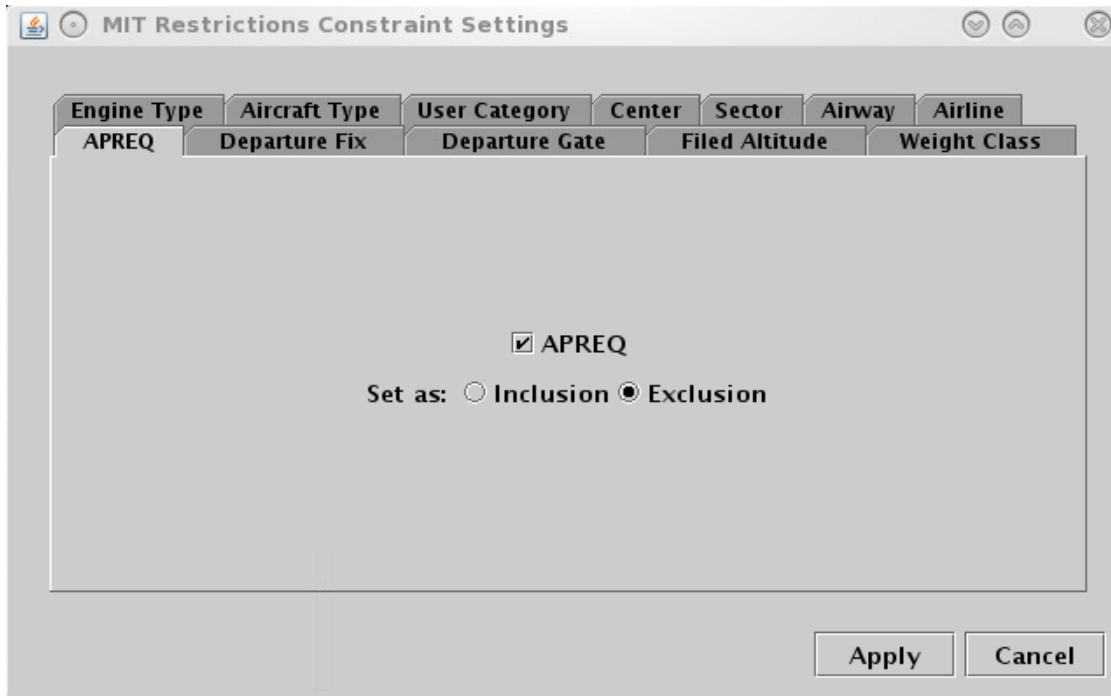 MIT Restrictions Constraint Settings
Engine Type Aircraft Type User Category Center Sector Airway Airline
APREQ Departure Fix Departure Gate Filed Altitude Weight Class
APREQ
Set as: Inclusion Exclusion
Apply Cancel